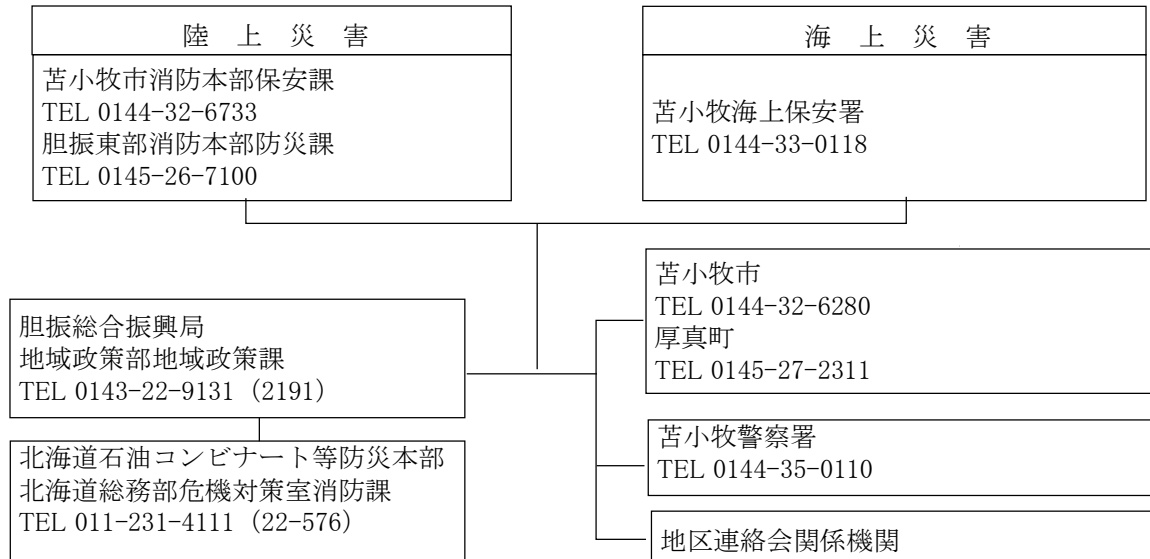 陸上災害
苫小牧市消防本部保安課
TEL 0144-32-6733
胆振東部消防本部防災課
TEL 0145-26-7100
海上災害
苫小牧海上保安署
TEL 0144-33-0118
胆振総合振興局
地域政策部地域政策課
TEL 0143-22-9131 (2191)
北海道石油コンビナート等防災本部
北海道総務部危機対策室消防課
TEL 011-231-4111 (22-576)
苫小牧市
TEL 0144-32-6280
厚真町
TEL 0145-27-2311
苫小牧警察署
TEL 0144-35-0110
地区連絡会関係機関